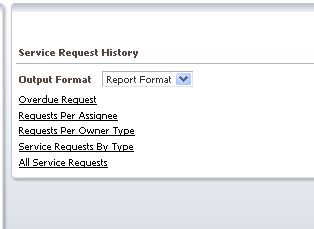 Service Request History
Output Format Report Format
Overdue Request
Requests Per Assignee
Requests Per Owner Type
Service Requests By Type
All Service Requests